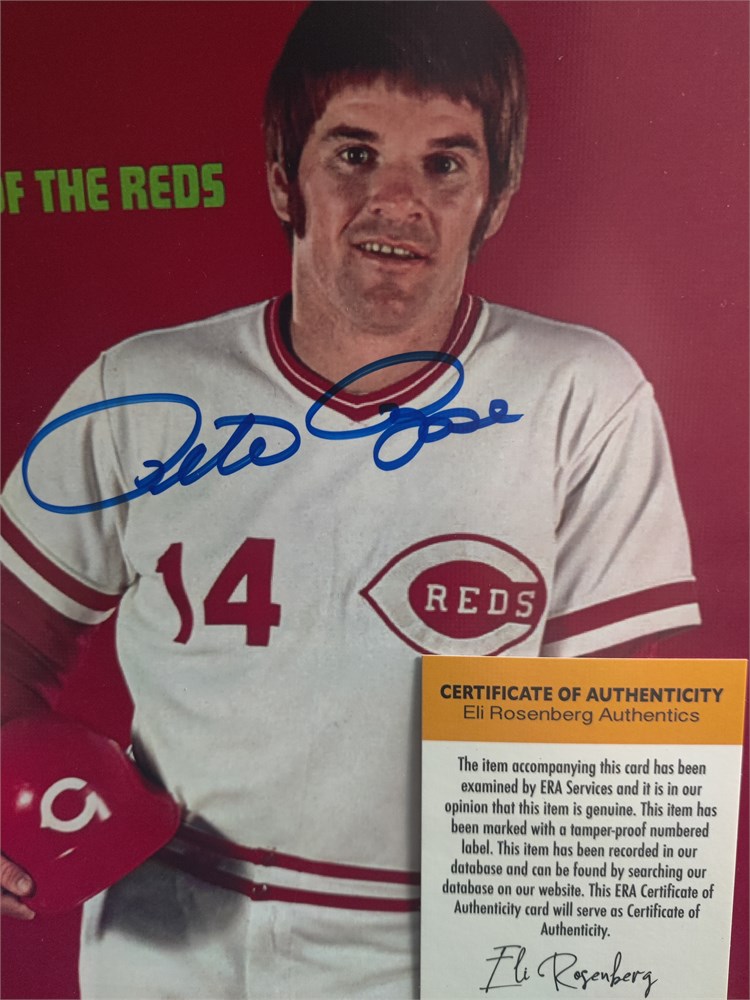 OF THE REDS
Pete Rose
14
REDS
C
CERTIFICATE OF AUTHENTICITY
Eli Rosenberg Authentics
The item accompanying this card has been
examined by ERA Services and it is in our
opinion that this item is genuine. This item has
been marked with a tamper-proof numbered
label. This item has been recorded in our
database and can be found by searching our
database on our website. This ERA Certificate of
Authenticity card will serve as Certificate of
Authenticity.
Eli Rosenberg